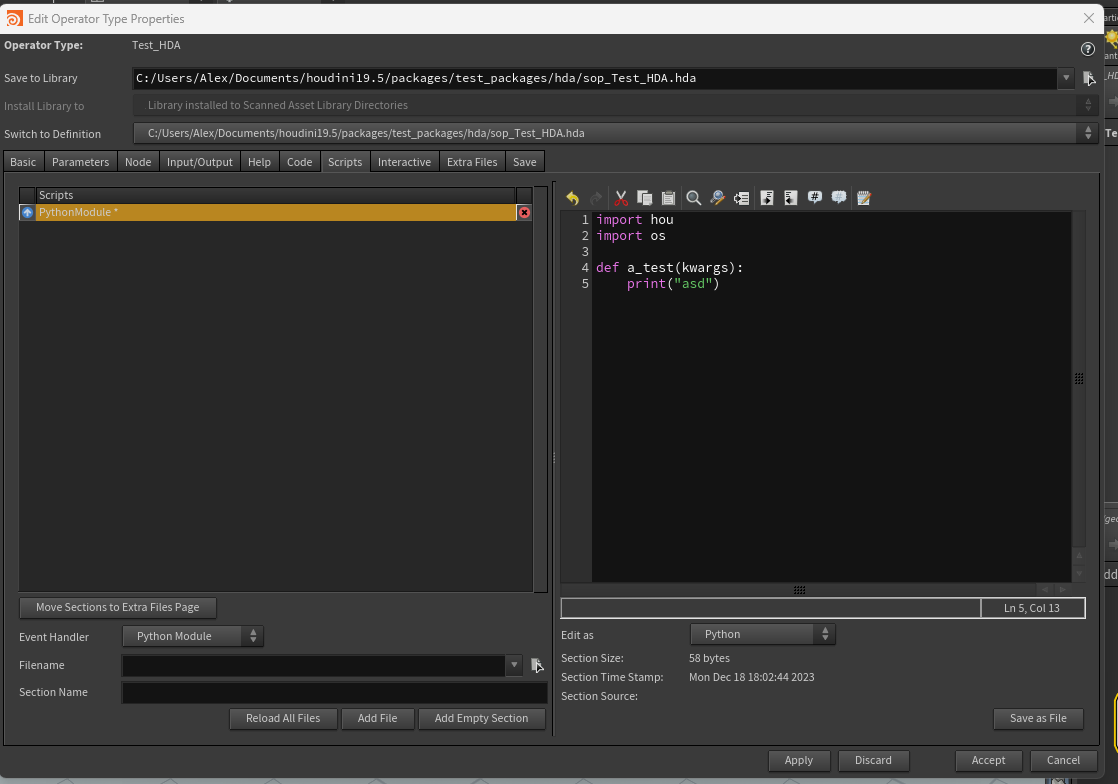 Edit Operator Type Properties
Operator Type: Test_HDA
Save to Library C:/Users/Alex/Documents/houdini19.5/packages/test_packages/hda/sop_Test_HDA.hda
Install Library to Library installed to Scanned Asset Library Directories
Switch to Definition C:/Users/Alex/Documents/houdini19.5/packages/test_packages/hda/sop_Test_HDA.hda
Basic Parameters Node Input/Output Help Code Scripts Interactive Extra Files Save
Scripts
PythonModule *
1 import hou
2 import os
3
4 def a_test(kwargs):
5 print("asd")
Move Sections to Extra Files Page
Ln 5, Col 13
Event Handler Python Module
Edit as Python
Filename
Section Size: 58 bytes
Section Time Stamp: Mon Dec 18 18:02:44 2023
Section Name
Section Source:
Reload All Files Add File Add Empty Section
Save as File
Apply Discard Accept Cancel